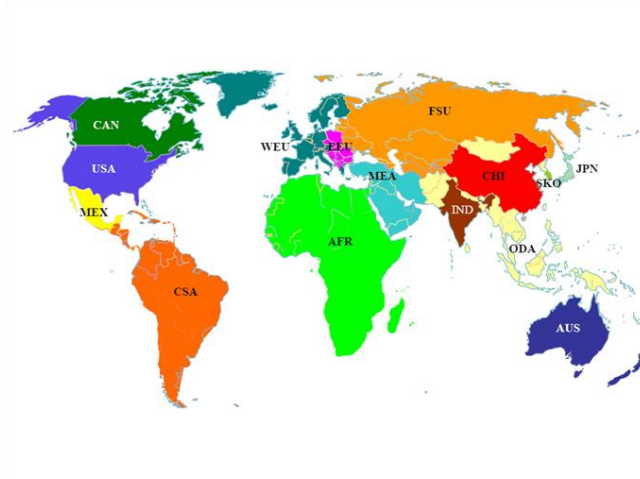 FSU
CAN
WEU
EEU
USA
MEA
CHI
SKO
JPN
MEX
IND
AFR
ODA
CSA
AUS